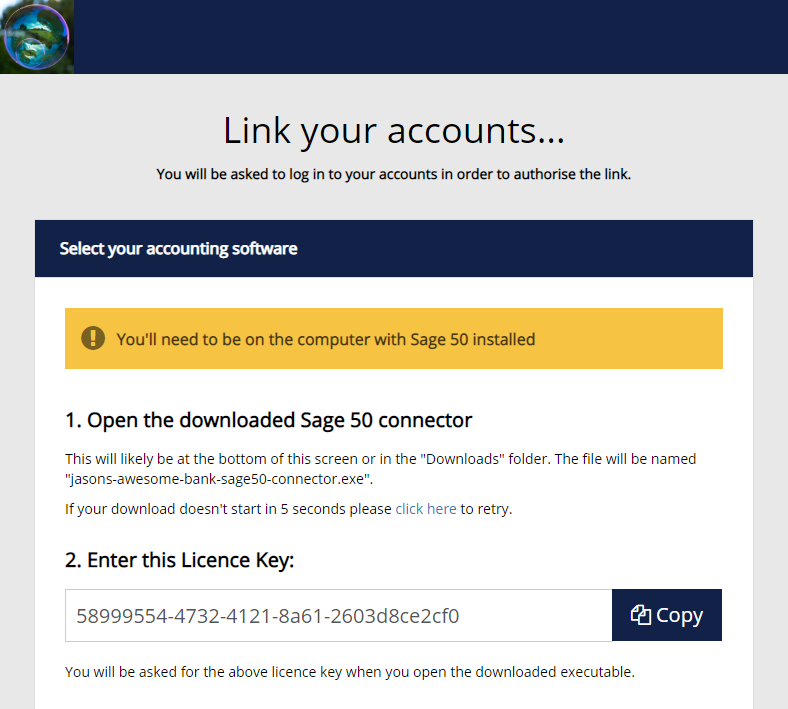 Link your accounts...
You will be asked to log in to your accounts in order to authorise the link.
Select your accounting software
You'll need to be on the computer with Sage 50 installed
1. Open the downloaded Sage 50 connector
This will likely be at the bottom of this screen or in the "Downloads" folder. The file will be named
"jasons-awesome-bank-sage50-connector.exe".
If your download doesn't start in 5 seconds please click here to retry.
2. Enter this Licence Key:
58999554-4732-4121-8a61-2603d8ce2cf0
Copy
You will be asked for the above licence key when you open the downloaded executable.